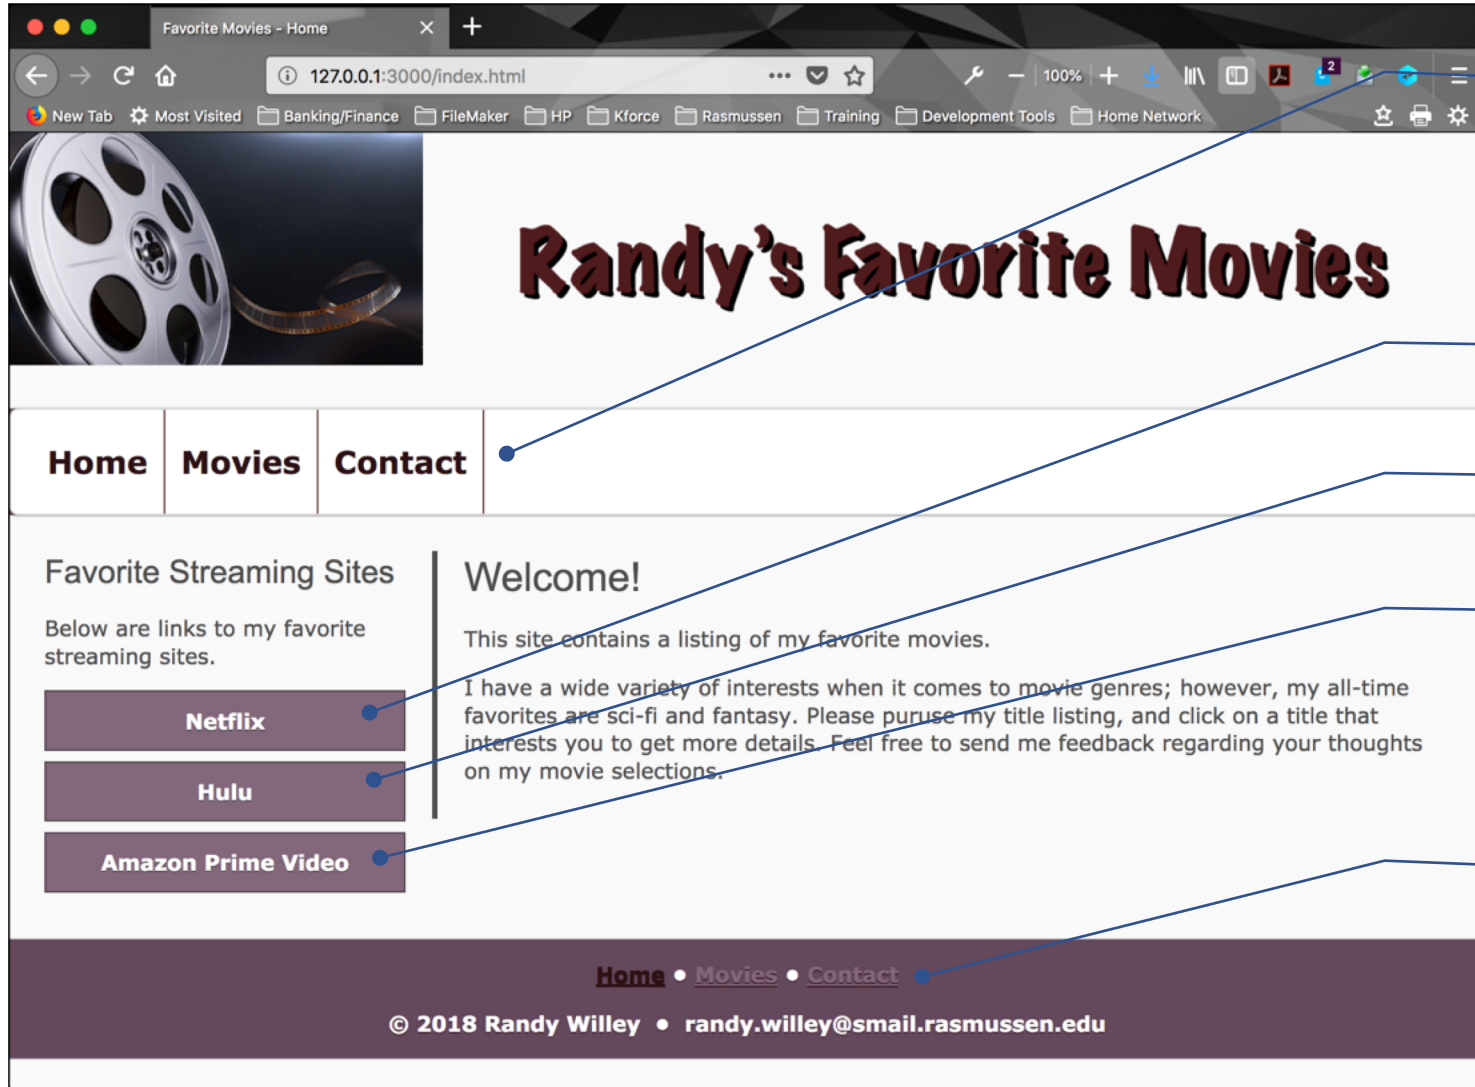 Favorite Movies - Home
127.0.0.1:3000/index.html
100%
2
New Tab Most Visited Banking/Finance FileMaker HP Kforce Rasmussen Training Development Tools Home Network
Randy's Favorite Movies
Home Movies Contact
Favorite Streaming Sites
Below are links to my favorite
streaming sites.
Netflix
Hulu
Amazon Prime Video
Welcome!
This site contains a listing of my favorite movies.
I have a wide variety of interests when it comes to movie genres; however, my all-time
favorites are sci-fi and fantasy. Please puruse my title listing, and click on a title that
interests you to get more details. Feel free to send me feedback regarding your thoughts
on my movie selections.
Home • Movies • Contact
© 2018 Randy Willey • randy.willey@smail.rasmussen.edu